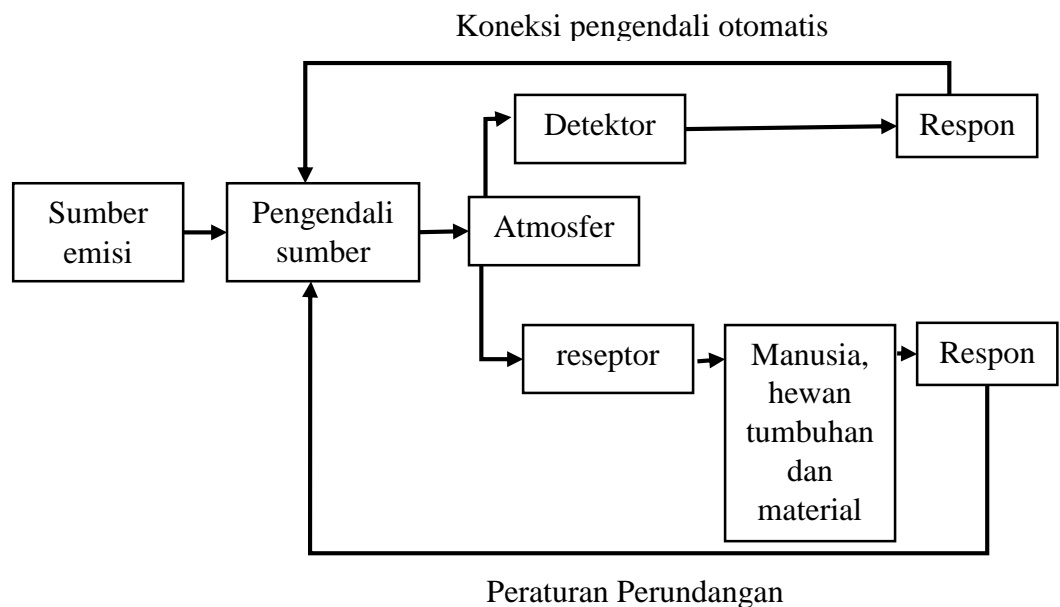 Koneksi pengendali otomatis
Detektor
Respon
Sumber
emisi
Pengendali
sumber
Atmosfer
reseptor
Manusia,
hewan
tumbuhan
dan
material
Respon
Peraturan Perundangan